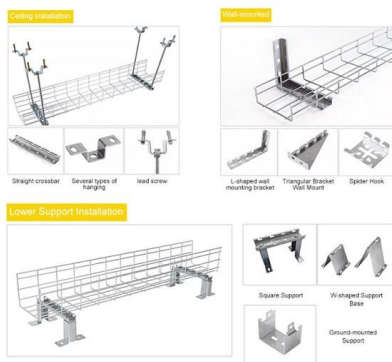 Ceiling installation
Wall-mounted
Straight crossbar
Several types of
hanging
lead screw
L-shaped wall
mounting bracket
Triangular Bracket
Wall Mount
Spider Hook
Lower Support Installation
Square Support
W-shaped Support
Base
Ground-mounted
Support